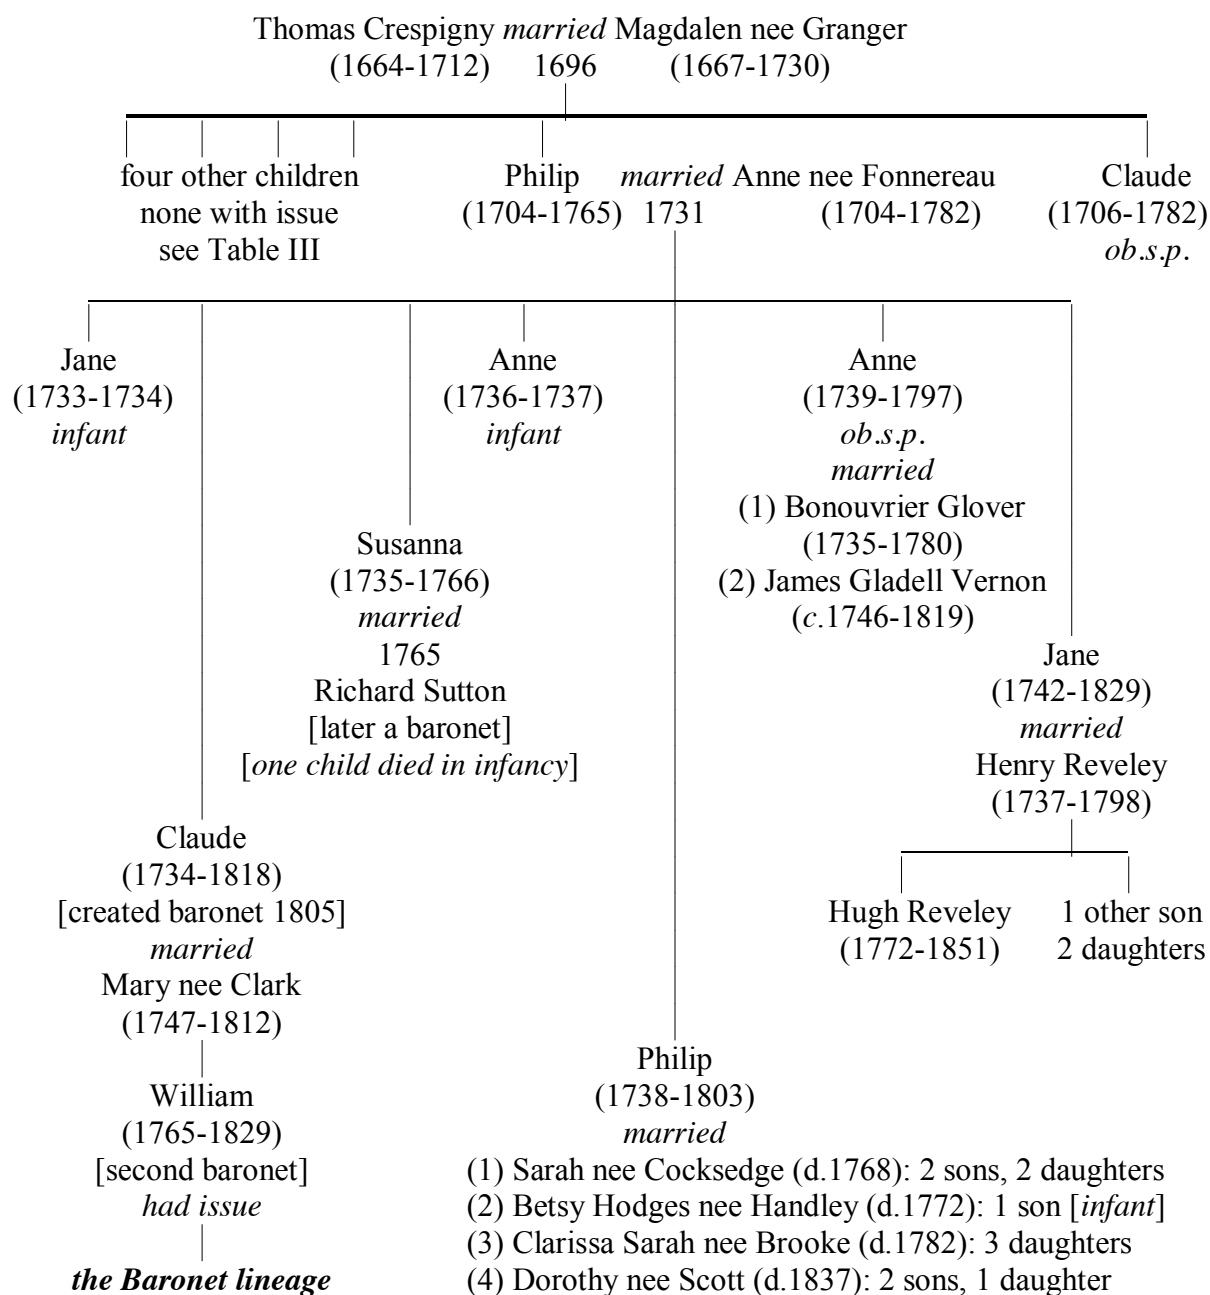 Thomas Crespigny married Magdalen nee Granger
(1664-1712) 1696 (1667-1730)
four other children
none with issue
see Table III
Philip married Anne nee Fonnereau
(1704-1765) 1731 (1704-1782)
Claude
(1706-1782)
ob.s.p.
Jane
(1733-1734)
infant
Anne
(1736-1737)
infant
Anne
(1739-1797)
ob.s.p.
married
(1) Bonouvrier Glover
(1735-1780)
(2) James Gladell Vernon
(c.1746-1819)
Susanna
(1735-1766)
married
1765
Richard Sutton
[later a baronet]
[one child died in infancy]
Jane
(1742-1829)
married
Henry Reveley
(1737-1798)
Hugh Reveley
(1772-1851)
1 other son
2 daughters
Claude
(1734-1818)
[created baronet 1805]
married
Mary nee Clark
(1747-1812)
William
(1765-1829)
[second baronet]
had issue
the Baronet lineage
Philip
(1738-1803)
married
(1) Sarah nee Cocksedge (d.1768): 2 sons, 2 daughters
(2) Betsy Hodges nee Handley (d.1772): 1 son [infant]
(3) Clarissa Sarah nee Brooke (d.1782): 3 daughters
(4) Dorothy nee Scott (d.1837): 2 sons, 1 daughter